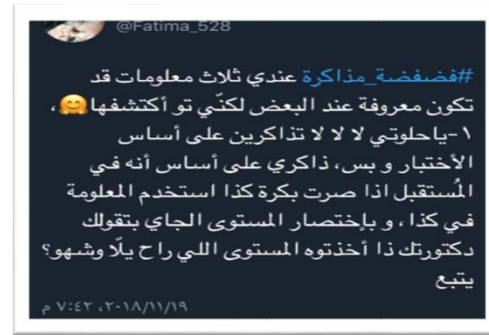 @Fatima_528
#فضفضة_مذاكرة عندي ثلاث معلومات قد
تكون معروفة عند البعض لكنّي تو أكتشفها🤗،
١-ياحلوتي لا لا لا تذاكرين على أساس
الأختبار و بس، ذاكري على أساس أنه في
المُستقبل اذا صرت بكرة كذا استخدم المعلومة
في كذا، و بإختصار المستوى الجاي بتقولك
دكتورتك ذا أخذتوه المستوى اللي راح يلّا وشهو؟
يتبع
٢٠١٨/١١/١٩، ٧:٤٢ م